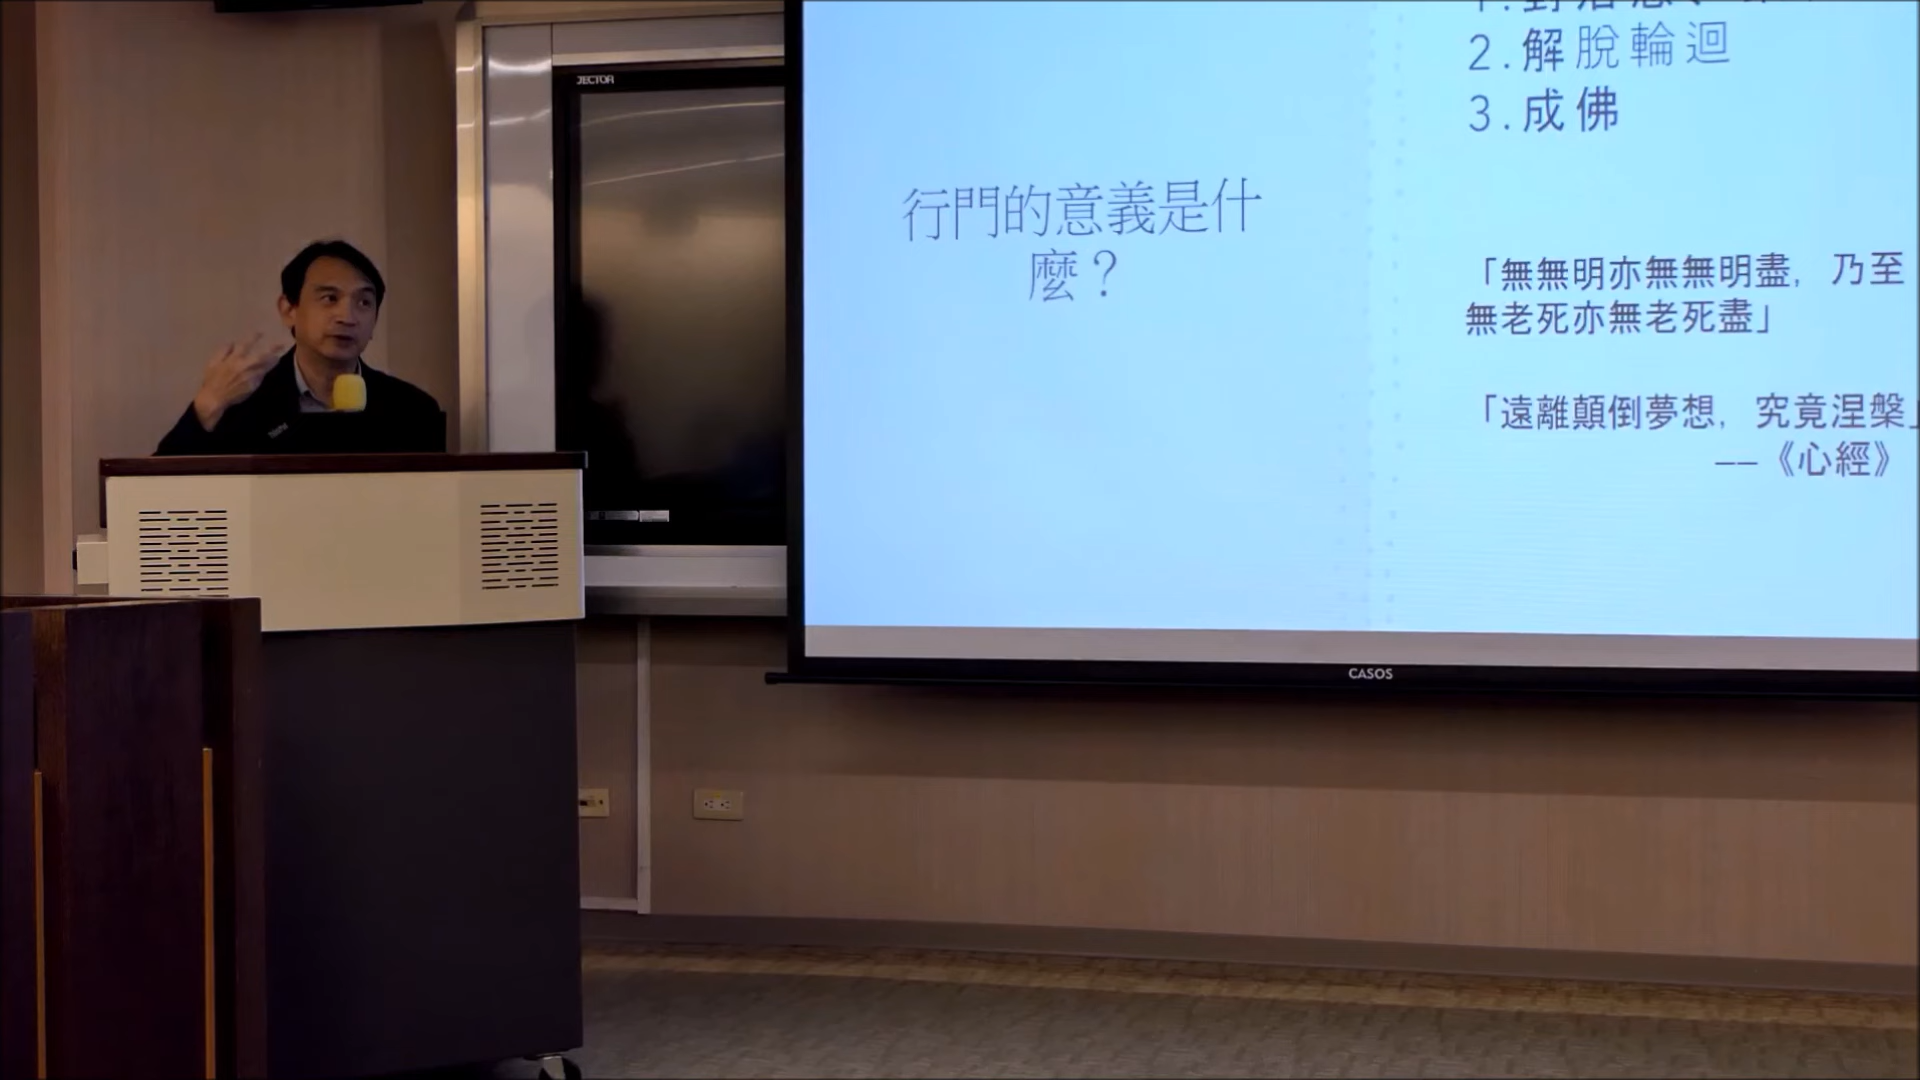 JECTOR
行門的意義是什
麼？
2.解脫輪迴
3.成佛
「無無明亦無無明盡，乃至
無老死亦無老死盡」
「遠離顛倒夢想，究竟涅槃」
——《心經》
CASOS